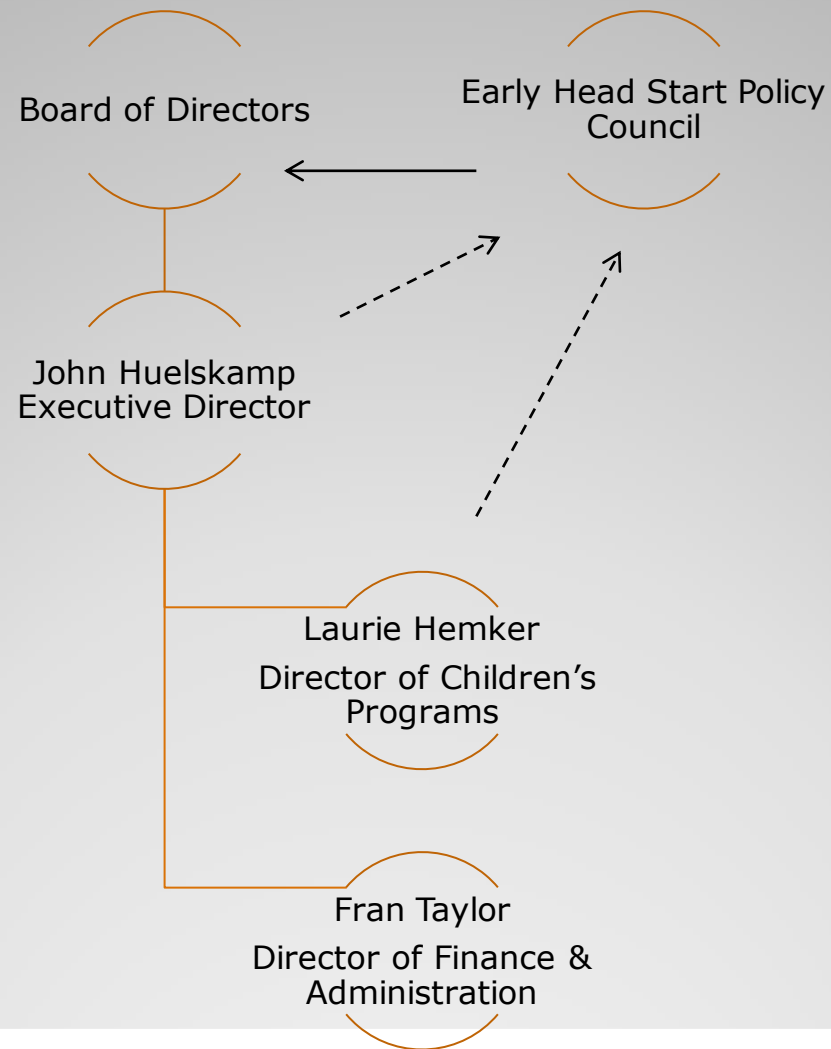 Board of Directors
Early Head Start Policy
Council
John Huelskamp
Executive Director
Laurie Hemker
Director of Children’s
Programs
Fran Taylor
Director of Finance &
Administration